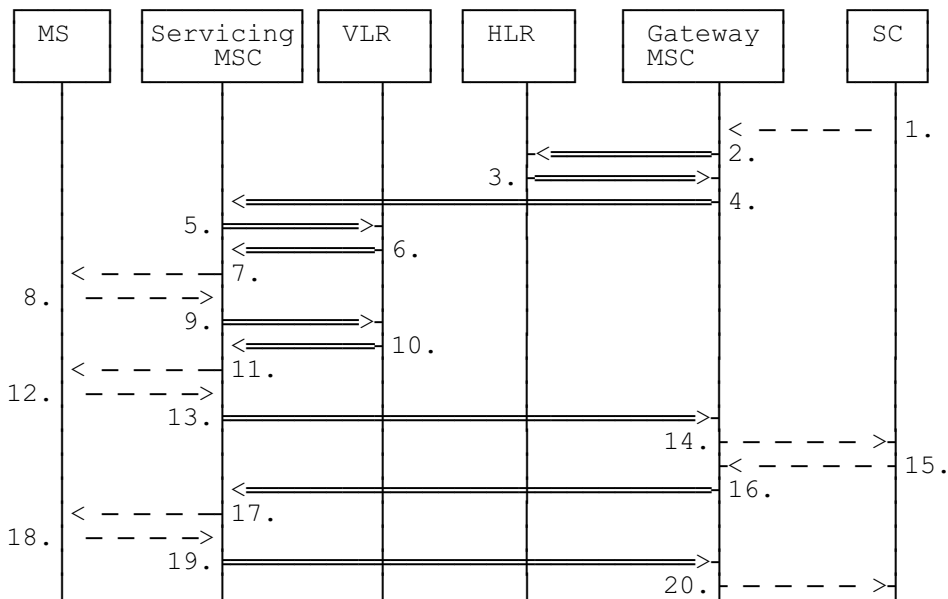 MS
Servicing
MSC
VLR
HLR
Gateway
MSC
SC
1.
2.
3.
4.
5.
6.
7.
8.
9.
10.
11.
12.
13.
14.
15.
16.
17.
18.
19.
20.